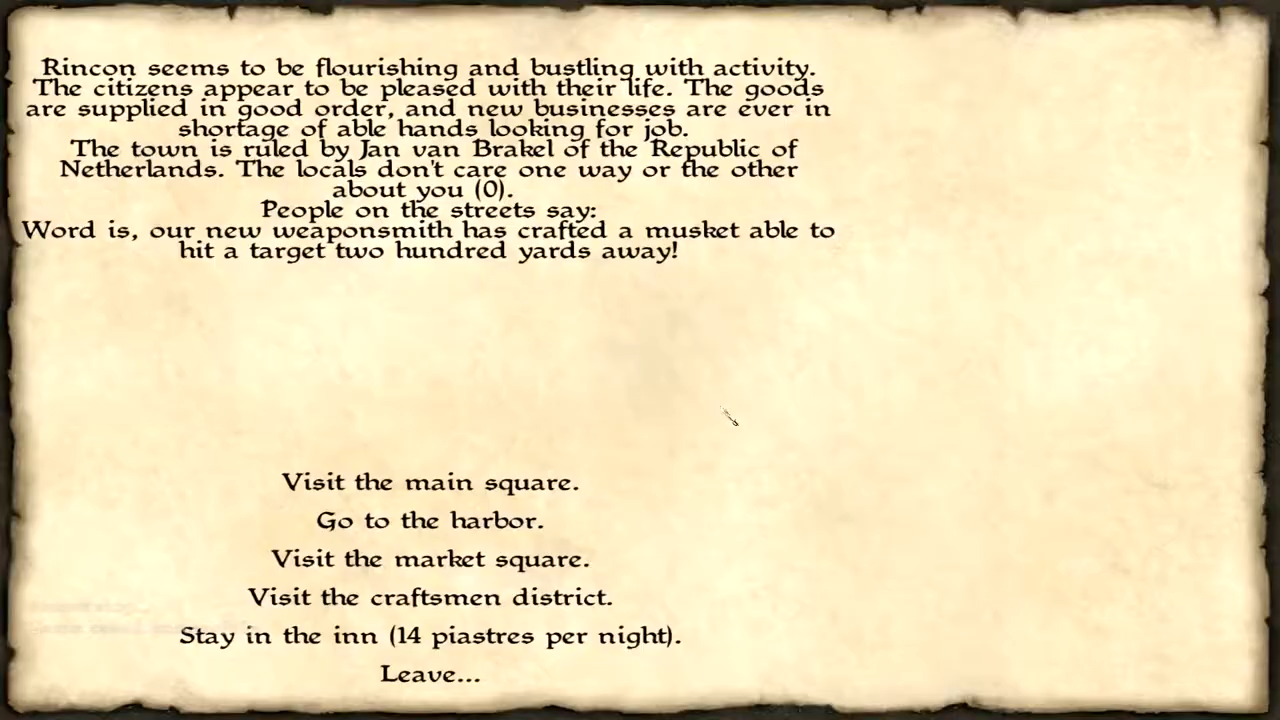 Rincon seems to be flourishing and bustling with activity.
The citizens appear to be pleased with their life. The goods
are supplied in good order, and new businesses are ever in
shortage of able hands looking for job.
The town is ruled by Jan van Brakel of the Republic of
Netherlands. The locals don't care one way or the other
about you (0).
People on the streets say:
Word is, our new weaponsmith has crafted a musket able to
hit a target two hundred yards away!
Visit the main square.
Go to the harbor.
Visit the market square.
Visit the craftsmen district.
Stay in the inn (14 piastres per night).
Leave...